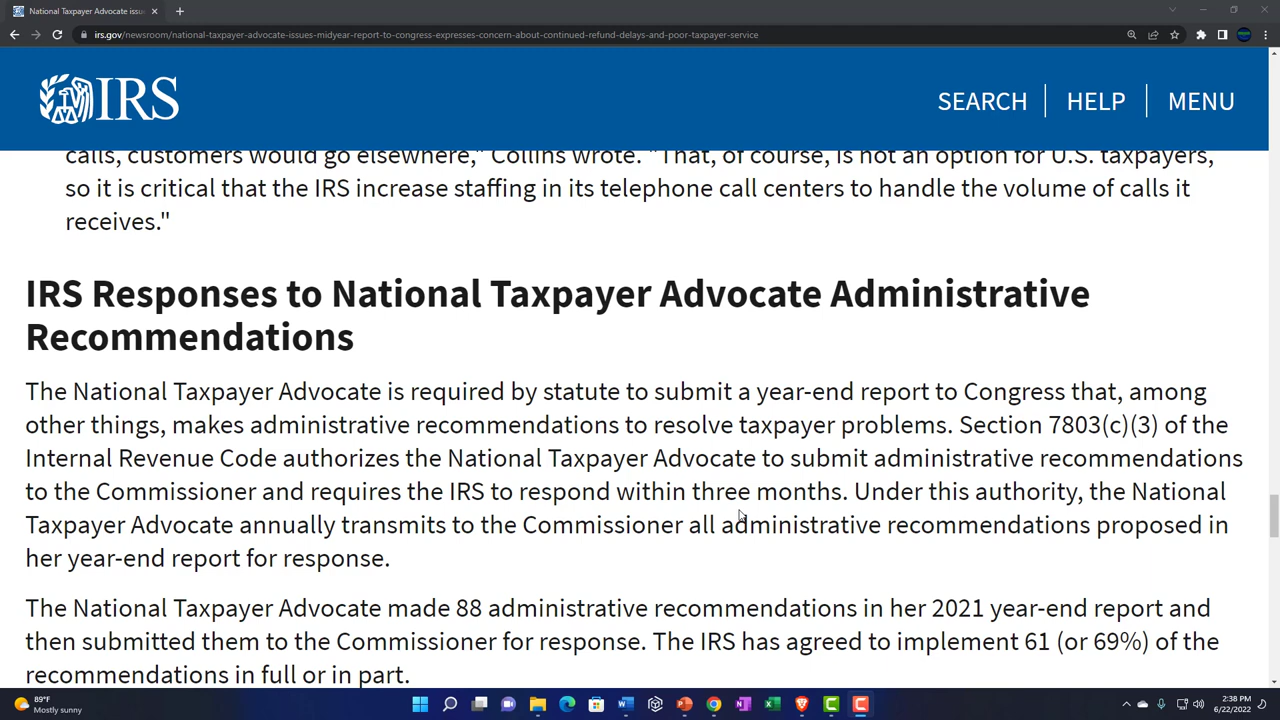 National Taxpayer Advocate issu
irs.gov/newsroom/national-taxpayer-advocate-issues-midyear-report-to-congress-expresses-concern-about-continued-refund-delays-and-poor-taxpayer-service
IRS
SEARCH
HELP
MENU
calls, customers would go elsewhere," Collins wrote. "That, of course, is not an option for U.S. taxpayers,
so it is critical that the IRS increase staffing in its telephone call centers to handle the volume of calls it
receives."
IRS Responses to National Taxpayer Advocate Administrative
Recommendations
The National Taxpayer Advocate is required by statute to submit a year-end report to Congress that, among
other things, makes administrative recommendations to resolve taxpayer problems. Section 7803(c)(3) of the
Internal Revenue Code authorizes the National Taxpayer Advocate to submit administrative recommendations
to the Commissioner and requires the IRS to respond within three months. Under this authority, the National
Taxpayer Advocate annually transmits to the Commissioner all administrative recommendations proposed in
her year-end report for response.
The National Taxpayer Advocate made 88 administrative recommendations in her 2021 year-end report and
then submitted them to the Commissioner for response. The IRS has agreed to implement 61 (or 69%) of the
recommendations in full or in part.
89°F
Mostly sunny
2:38 PM
6/22/2022